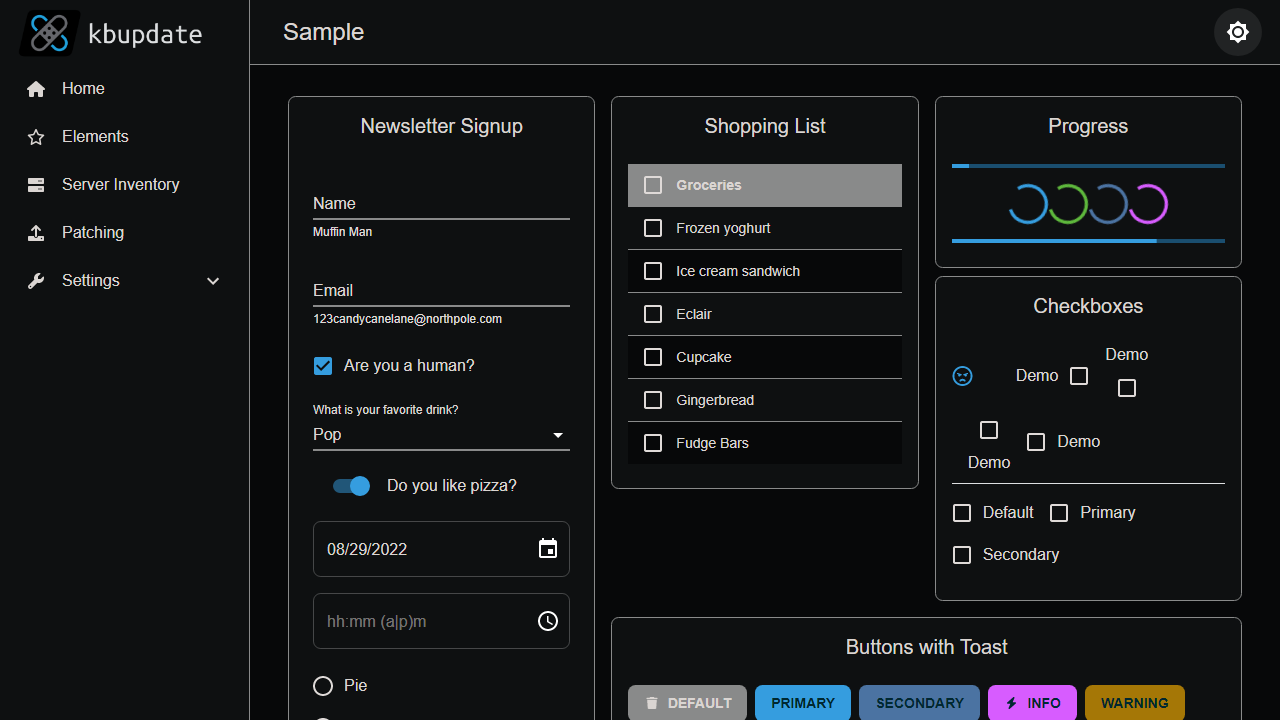 kbupdate
Home
Elements
Server Inventory
Patching
Settings
Sample
Newsletter Signup
Name
Muffin Man
Email
123candycanelane@northpole.com
Are you a human?
What is your favorite drink?
Pop
Do you like pizza?
08/29/2022
hh:mm (a|p)m
Pie
Shopping List
Groceries
Frozen yoghurt
Ice cream sandwich
Eclair
Cupcake
Gingerbread
Fudge Bars
Progress
Checkboxes
Demo
Demo
Demo
Demo
Default Primary
Secondary
Buttons with Toast
DEFAULT PRIMARY SECONDARY INFO WARNING